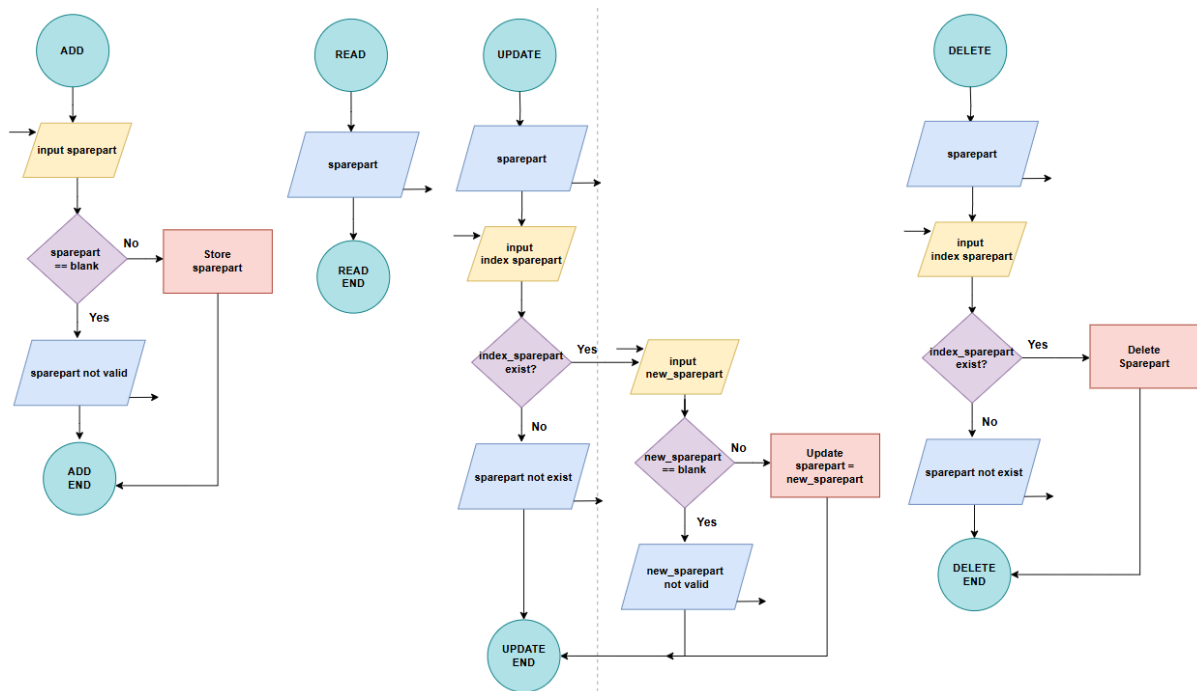 ADD
input sparepart
sparepart
== blank
No
Store
sparepart
Yes
sparepart not valid
ADD
END
READ
sparepart
READ
END
UPDATE
sparepart
input
index sparepart
index_sparepart
exist?
Yes
No
sparepart not exist
input
new_sparepart
new_sparepart
== blank
No
Update
sparepart =
new_sparepart
Yes
new_sparepart
not valid
UPDATE
END
DELETE
sparepart
input
index sparepart
index_sparepart
exist?
Yes
Delete
Sparepart
No
sparepart not exist
DELETE
END